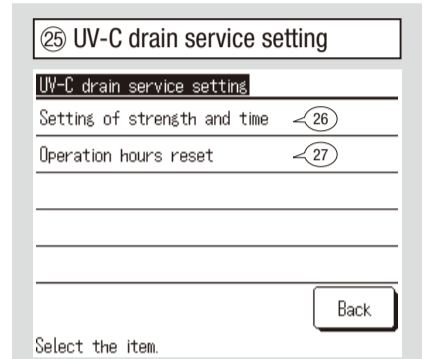 ㉕ UV-C drain service setting
UV-C drain service setting
Setting of strength and time ㉖
Operation hours reset ㉗
Back
Select the item.